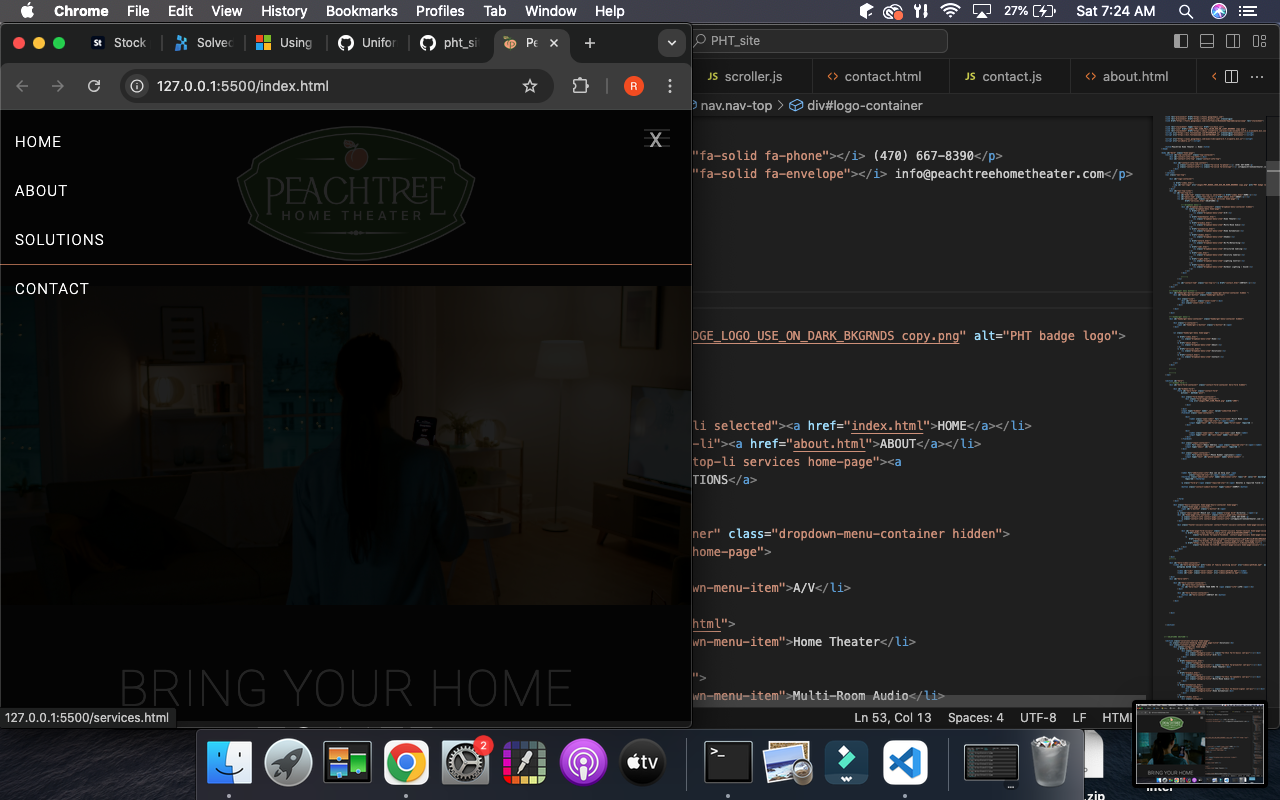 Chrome File Edit View History Bookmarks Profiles Tab Window Help 27% Sat 7:24 AM
St Stock Solved Using Unifor pht_si Pe
PHT_site
127.0.0.1:5500/index.html R
JS scroller.js <> contact.html JS contact.js <> about.html
nav.nav-top > div#logo-container
HOME
ABOUT
SOLUTIONS
CONTACT
X
PEACHTREE
HOME THEATER
BRING YOUR HOME
127.0.0.1:5500/services.html
"fa-solid fa-phone"></i> (470) 667-8390</p>
"fa-solid fa-envelope"></i> info@peachtreehometheater.com</p>
DGE_LOGO_USE_ON_DARK_BKGRNDS copy.png" alt="PHT badge logo">
li selected"><a href="index.html">HOME</a></li>
-li"><a href="about.html">ABOUT</a></li>
top-li services home-page"><a
TIONS</a>
ner" class="dropdown-menu-container hidden">
home-page">
wn-menu-item">A/V</li>
html">
wn-menu-item">Home Theater</li>
">
wn-menu-item">Multi-Room Audio</li>
Ln 53, Col 13 Spaces: 4 UTF-8 LF HTML
2
tv
.zip